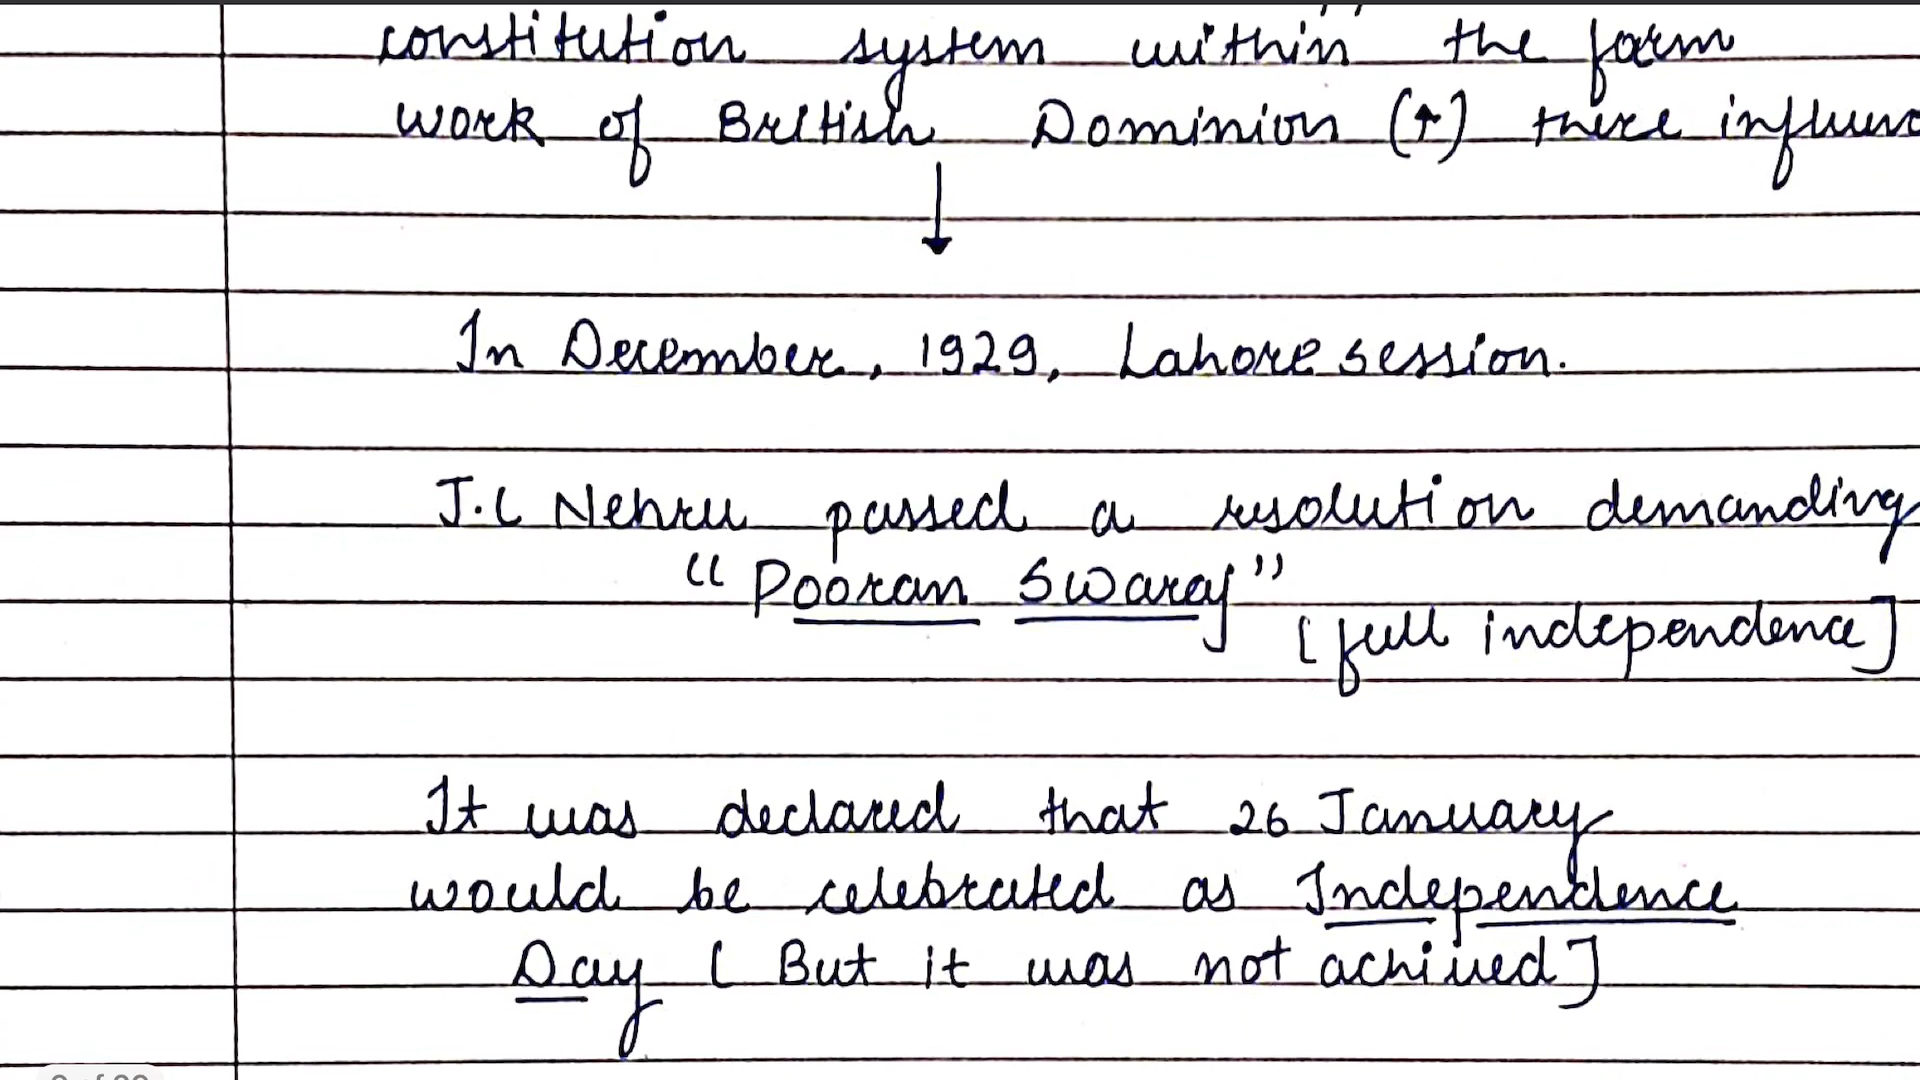 constitution system within the farm
work of British Dominion (↑) there influenc
In December, 1929, Lahore session.
J.L Nehru passed a resolution demanding
"Pooran Swaraj"
[full independence]
It was declared that 26 January
would be celebrated as Independence
Day [But it was not achived]